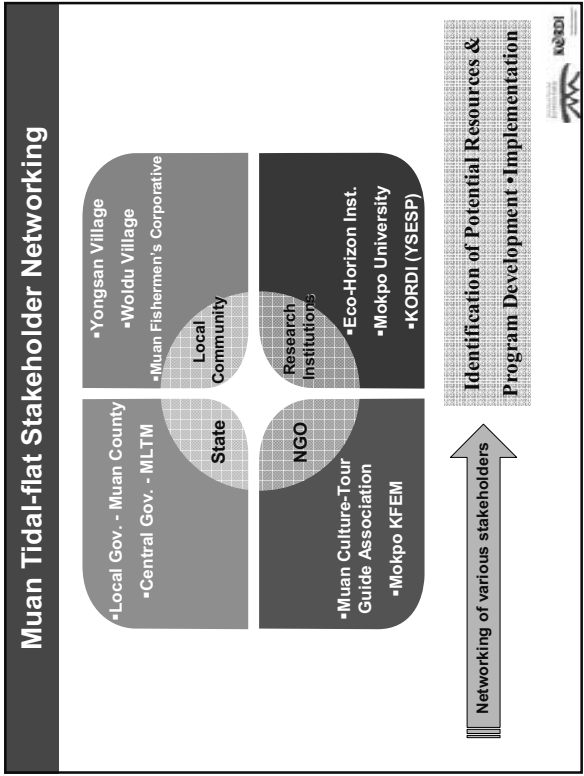 Muan Tidal-flat Stakeholder Networking
▪Local Gov. - Muan County
▪Central Gov. - MLTM
State
▪Yongsan Village
▪Woldu Village
▪Muan Fishermen's Corporative
Local
Community
NGO
▪Muan Culture-Tour
Guide Association
▪Mokpo KFEM
Research
Institutions
▪Eco-Horizon Inst.
▪Mokpo University
▪KORDI (YSESP)
Networking of various stakeholders
Identification of Potential Resources &
Program Development •Implementation
KORDI